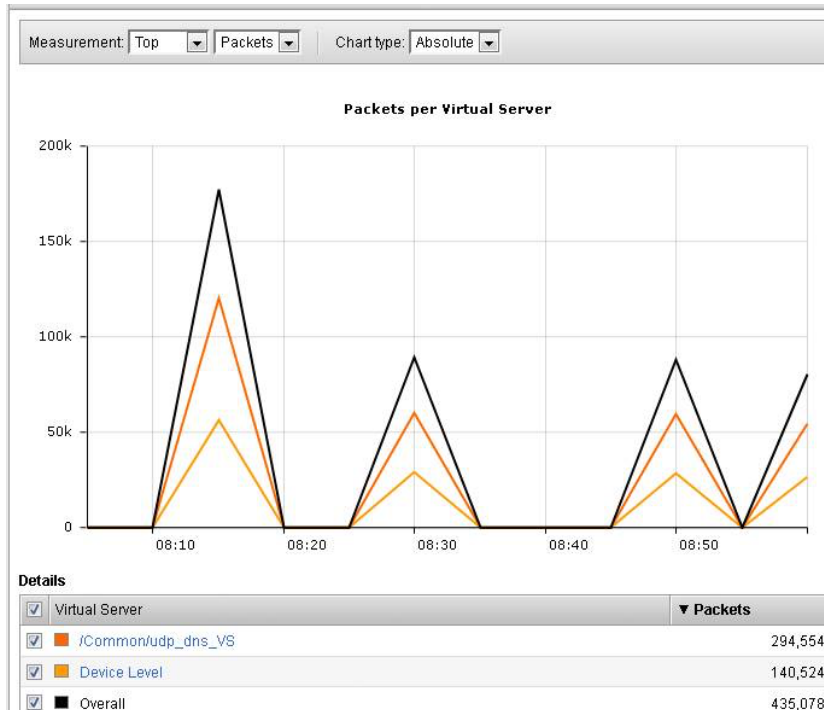 Measurement: Top Packets Chart type: Absolute
Packets per Virtual Server
200k
150k
100k
50k
0
08:10 08:20 08:30 08:40 08:50
Details
Virtual Server ▼ Packets
/Common/udp_dns_VS 294,554
Device Level 140,524
Overall 435,078